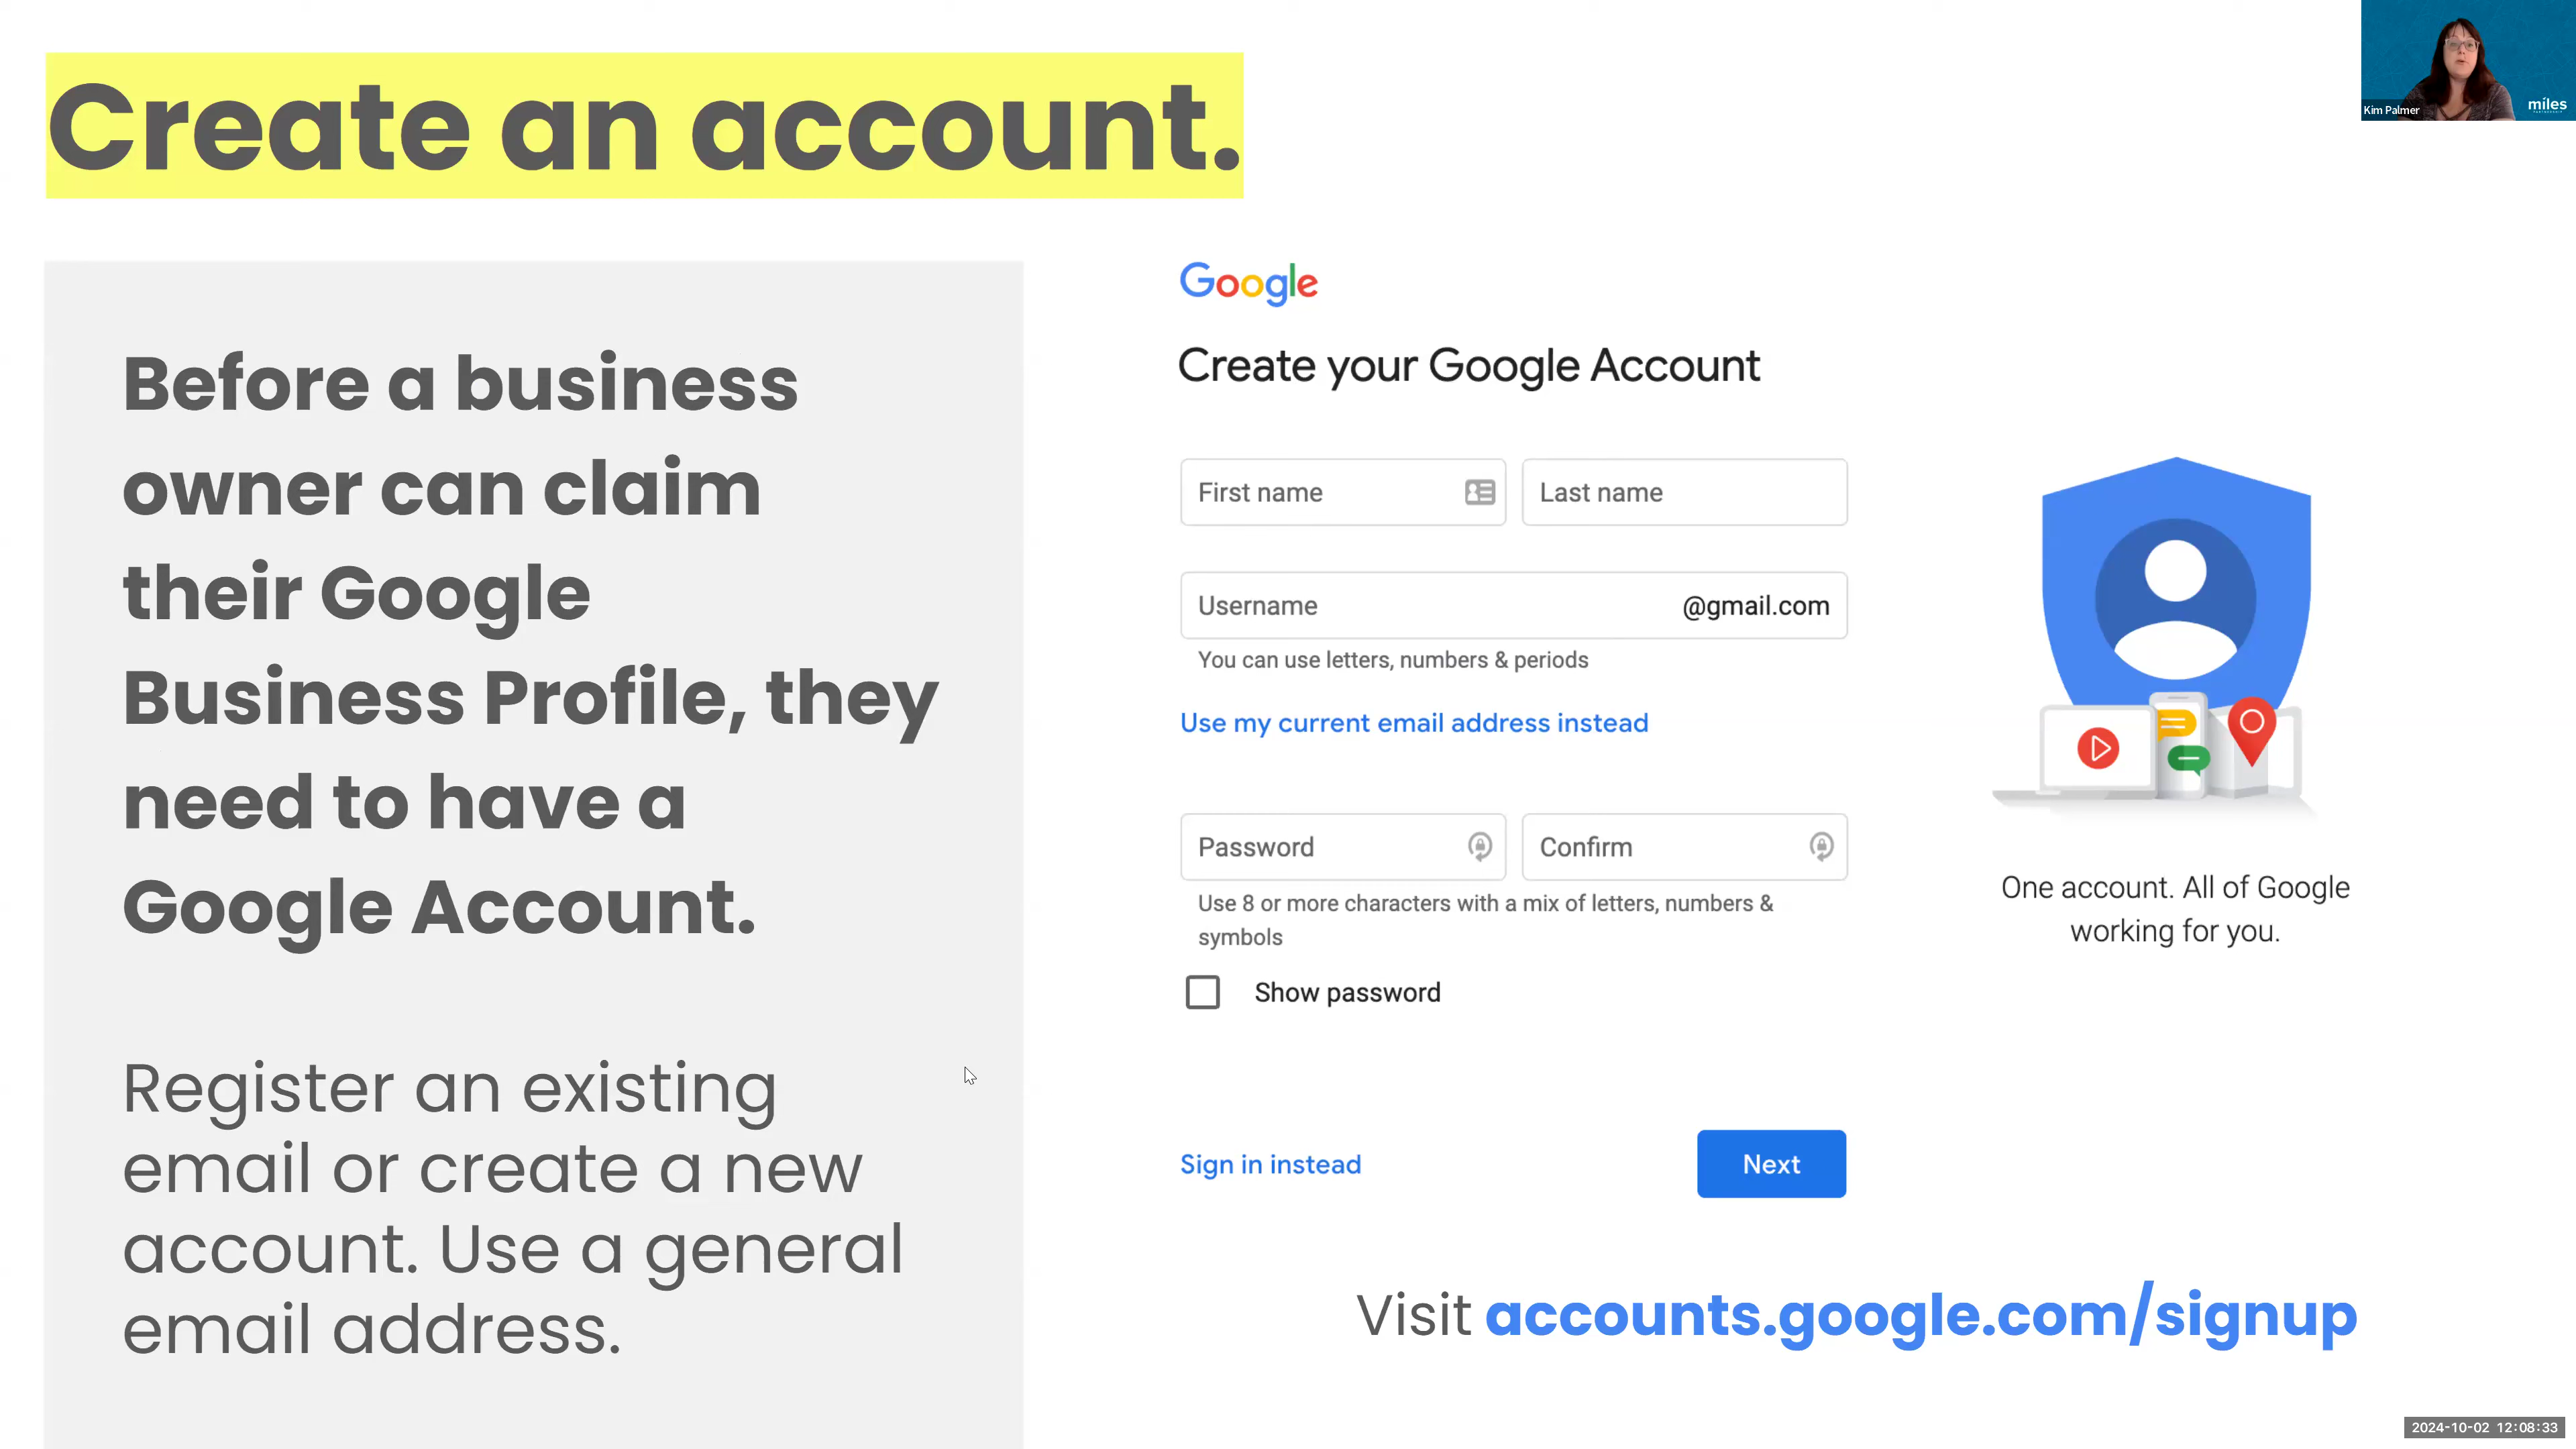 Create an account.
Kim Palmer
miles
Before a business
owner can claim
their Google
Business Profile, they
need to have a
Google Account.
Register an existing
email or create a new
account. Use a general
email address.
Google
Create your Google Account
First name
Last name
Username
@gmail.com
You can use letters, numbers & periods
Use my current email address instead
Password
Confirm
Use 8 or more characters with a mix of letters, numbers &
symbols
Show password
Sign in instead
Next
One account. All of Google
working for you.
Visit accounts.google.com/signup
2024-10-02 12:08:33